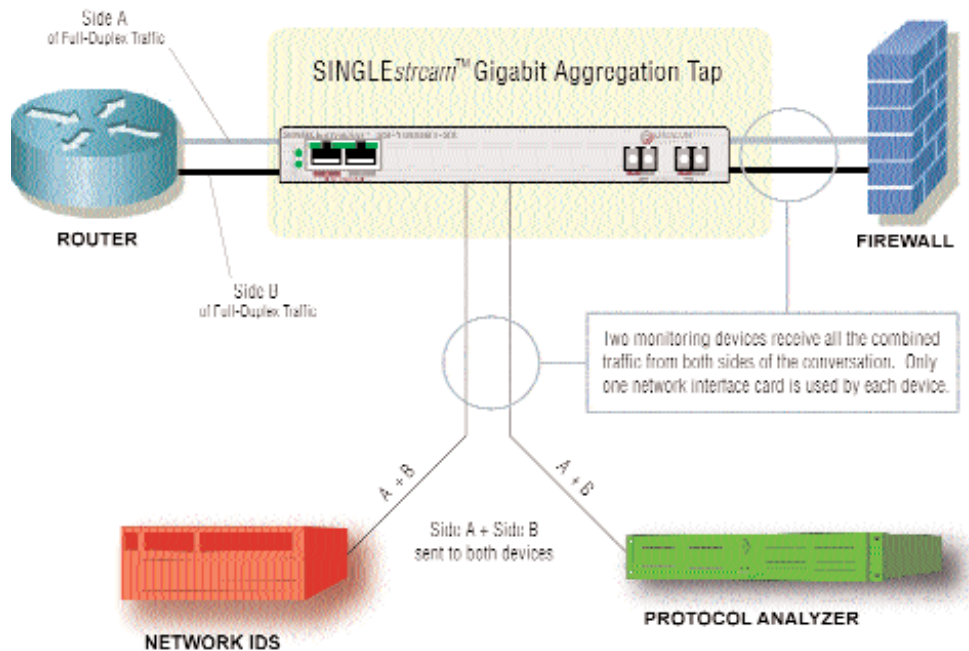 Side A
of Full-Duplex Traffic
SINGLEstream™ Gigabit Aggregation Tap
ROUTER
FIREWALL
Side B
of Full-Duplex Traffic
Two monitoring devices receive all the combined
traffic from both sides of the conversation. Only
one network interface card is used by each device.
A + B
A + B
Side A + Side B
sent to both devices
NETWORK IDS
PROTOCOL ANALYZER